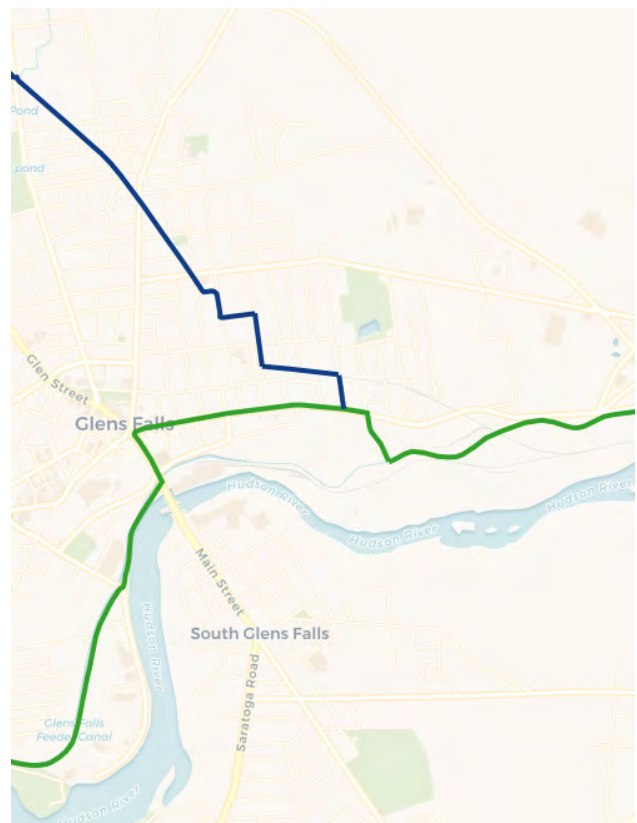 Pond
pond
Glen Street
Glens Falls
Hudson River
Hudson River
Hudson River
Main Street
Hudson River
South Glens Falls
Saratoga Road
Glens Falls
Feeder Canal
Hudson River